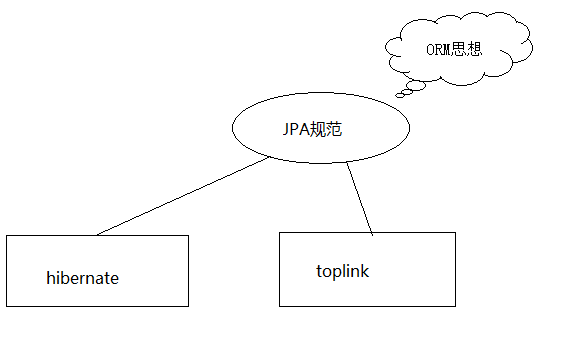 ORM思想
JPA规范
hibernate
toplink